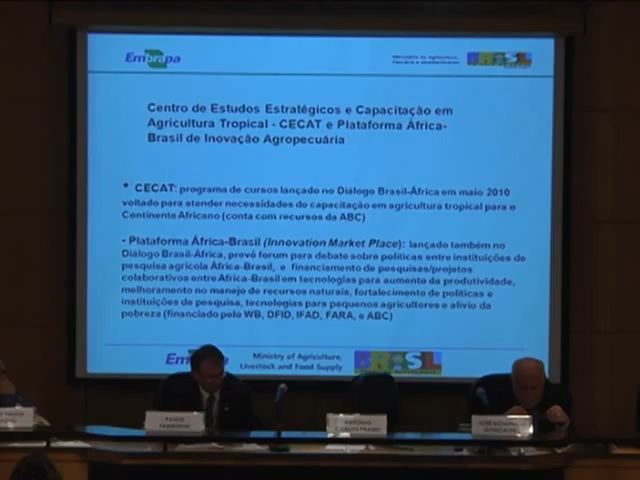 Embrapa
BRASIL
Centro de Estudos Estratégicos e Capacitação em
Agricultura Tropical - CECAT e Plataforma África-
Brasil de Inovação Agropecuária
• CECAT: programa de cursos lançado no Diálogo Brasil-África em maio 2010
voltado para atender necessidades de capacitação em agricultura tropical para o
Continente Africano (conta com recursos da ABC)
- Plataforma África-Brasil (Innovation Market Place): lançado também no
Diálogo Brasil-África, prevê forum para debate sobre políticas entre instituições de
pesquisa agrícola África-Brasil, e financiamento de pesquisas/projetos
colaborativos entre África-Brasil em tecnologias para aumento da produtividade,
melhoramento no manejo de recursos naturais, fortalecimento de políticas e
instituições de pesquisa, tecnologias para pequenos agricultores e alívio da
pobreza (financiado pelo WB, DFID, IFAD, FARA, e ABC)
Ministry of Agriculture,
Livestock and Food Supply
BRASIL
ANTONIO